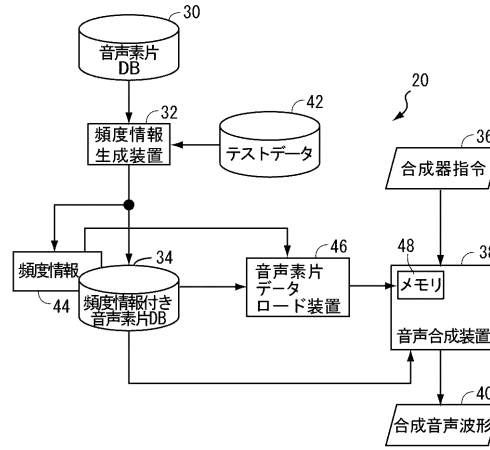 30
音声素片
DB
32
頻度情報
生成装置
42
テストデータ
20
36
合成器指令
頻度情報
44
34
頻度情報付き
音声素片DB
46
音声素片
データ
ロード装置
38
48
メモリ
音声合成装置
40
合成音声波形